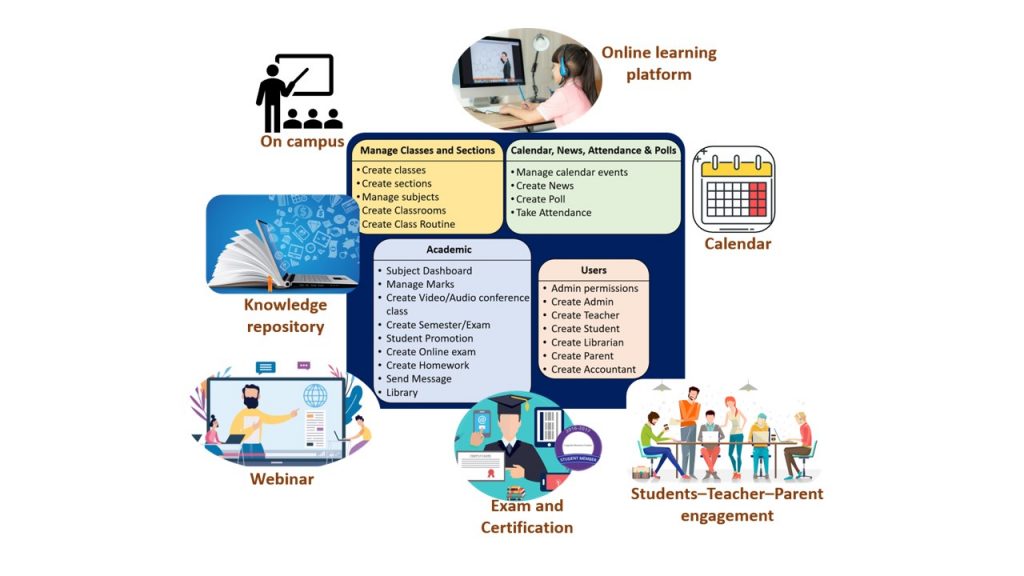 Online learning
platform
On campus
Manage Classes and Sections
• Create classes
• Create sections
• Manage subjects
Create Classrooms
Create Class Routine
Calendar, News, Attendance & Polls
• Manage calendar events
• Create News
• Create Poll
• Take Attendance
Calendar
Knowledge
repository
Academic
• Subject Dashboard
• Manage Marks
• Create Video/Audio conference
class
• Create Semester/Exam
• Student Promotion
• Create Online exam
• Create Homework
• Send Message
• Library
Users
• Admin permissions
• Create Admin
• Create Teacher
• Create Student
• Create Librarian
• Create Parent
• Create Accountant
Webinar
STUDENT MEMBER
Exam and
Certification
Students–Teacher–Parent
engagement